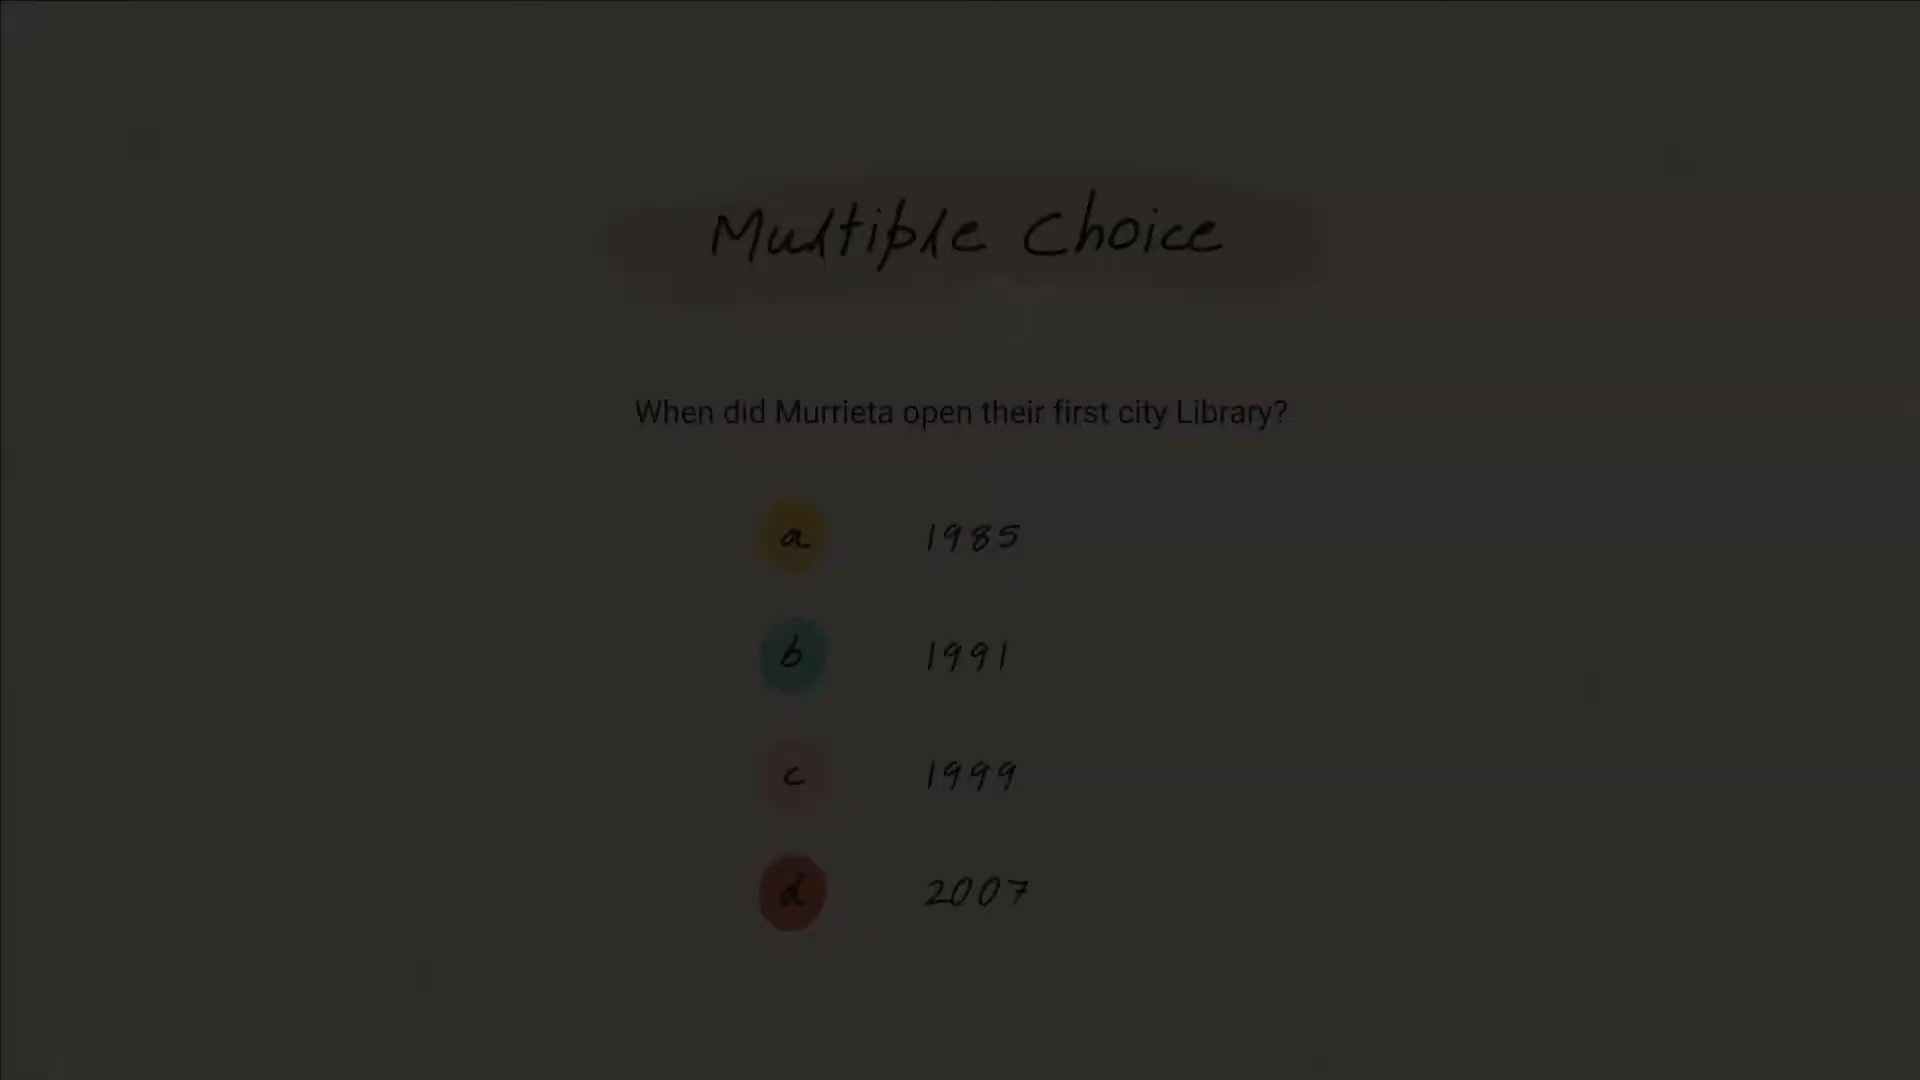 Multiple Choice
When did Murrieta open their first city Library?
a 1985
b 1991
c 1999
d 2007